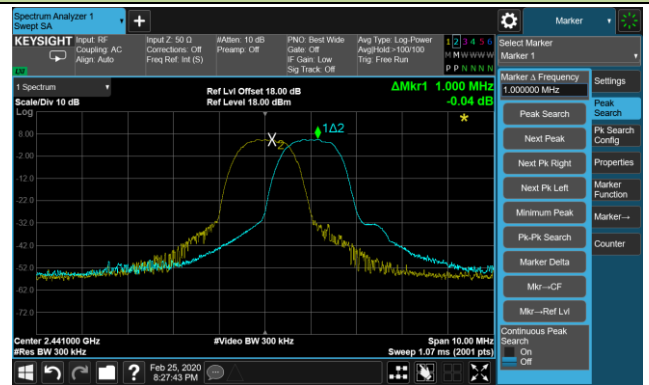 Spectrum Analyzer 1
Swept SA
Marker
KEYSIGHT
Input: RF
Coupling: AC
Align: Auto
Input Z: 50 Ω
Corrections: Off
Freq Ref: Int (S)
#Atten: 10 dB
Preamp: Off
PNO: Best Wide
Gate: Off
IF Gain: Low
Sig Track: Off
Avg Type: Log-Power
Avg|Hold:>100/100
Trig: Free Run
1 2 3 4 5 6
M M W W W W
P P N N N N
Select Marker
Marker 1
1 Spectrum
Scale/Div 10 dB
Log
Ref Lvl Offset 18.00 dB
Ref Level 18.00 dBm
ΔMkr1 1.000 MHz
-0.04 dB
8.00
-2.00
-12.0
-22.0
-32.0
-42.0
-52.0
-62.0
-72.0
X2
1Δ2
Center 2.441000 GHz
#Res BW 300 kHz
#Video BW 300 kHz
Span 10.00 MHz
Sweep 1.07 ms (2001 pts)
Marker Δ Frequency
1.000000 MHz
Peak Search
Next Peak
Next Pk Right
Next Pk Left
Minimum Peak
Pk-Pk Search
Marker Delta
Mkr→CF
Mkr→Ref Lvl
Continuous Peak
Search
On
Off
Settings
Peak
Search
Pk Search
Config
Properties
Marker
Function
Marker→
Counter
Feb 25, 2020
8:27:43 PM